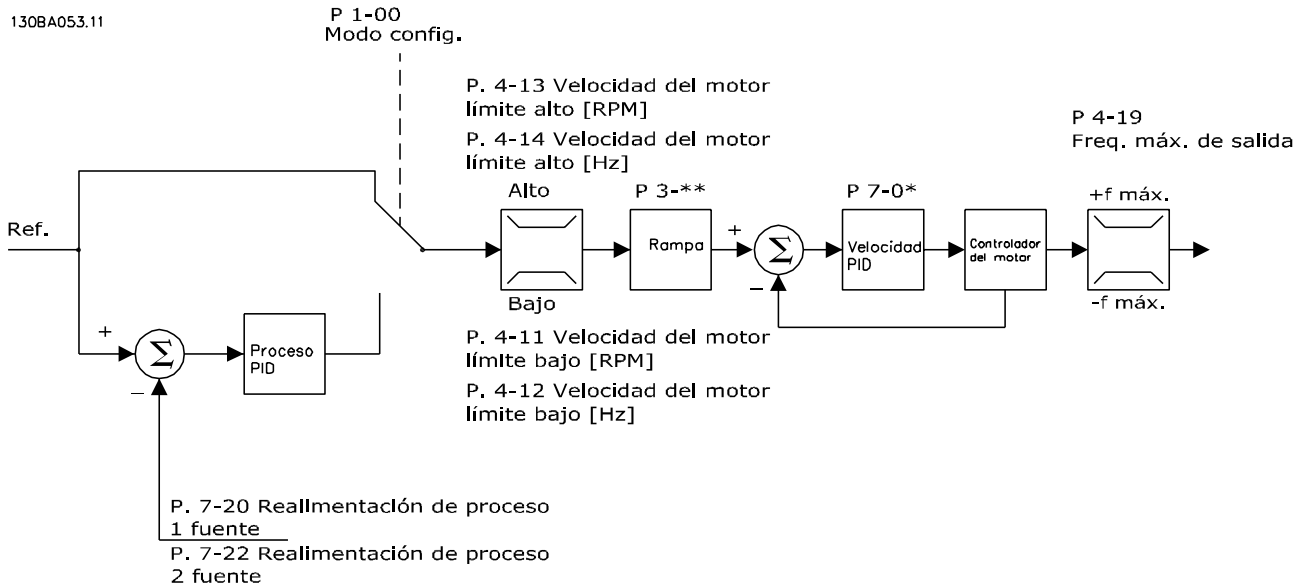 130BA053.11
P 1-00
Modo config.
P. 4-13 Velocidad del motor
límite alto [RPM]
P. 4-14 Velocidad del motor
límite alto [Hz]
P 4-19
Freq. máx. de salida
Ref.
Alto
Bajo
P 3-**
Rampa
+
Σ
−
P 7-0*
Velocidad
PID
Controlador
del motor
+f máx.
-f máx.
+
Σ
−
Proceso
PID
P. 4-11 Velocidad del motor
límite bajo [RPM]
P. 4-12 Velocidad del motor
límite bajo [Hz]
P. 7-20 Realimentación de proceso
1 fuente
P. 7-22 Realimentación de proceso
2 fuente